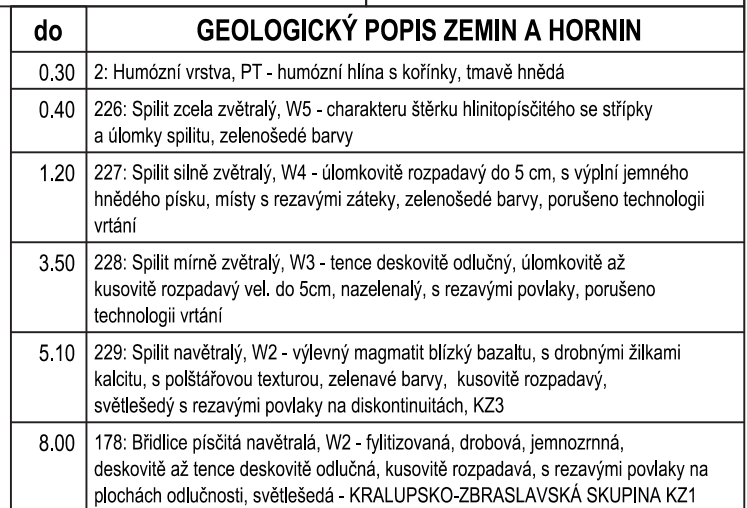 do GEOLOGICKÝ POPIS ZEMIN A HORNIN
0.30 2: Humózní vrstva, PT - humózní hlína s kořínky, tmavě hnědá
0.40 226: Spilit zcela zvětralý, W5 - charakteru štěrku hlinitopísčitého se střípky
a úlomky spilitu, zelenošedé barvy
1.20 227: Spilit silně zvětralý, W4 - úlomkovitě rozpadavý do 5 cm, s výplní jemného
hnědého písku, místy s rezavými záteky, zelenošedé barvy, porušeno technologii
vrtání
3.50 228: Spilit mírně zvětralý, W3 - tence deskovitě odlučný, úlomkovitě až
kusovitě rozpadavý vel. do 5cm, nazelenalý, s rezavými povlaky, porušeno
technologii vrtání
5.10 229: Spilit navětralý, W2 - výlevný magmatit blízký bazaltu, s drobnými žilkami
kalcitu, s polštářovou texturou, zelenavé barvy, kusovitě rozpadavý,
světlešedý s rezavými povlaky na diskontinuitách, KZ3
8.00 178: Břidlice písčitá navětralá, W2 - fylitizovaná, drobová, jemnozrnná,
deskovitě až tence deskovitě odlučná, kusovitě rozpadavá, s rezavými povlaky na
plochách odlučnosti, světlešedá - KRALUPSKO-ZBRASLAVSKÁ SKUPINA KZ1